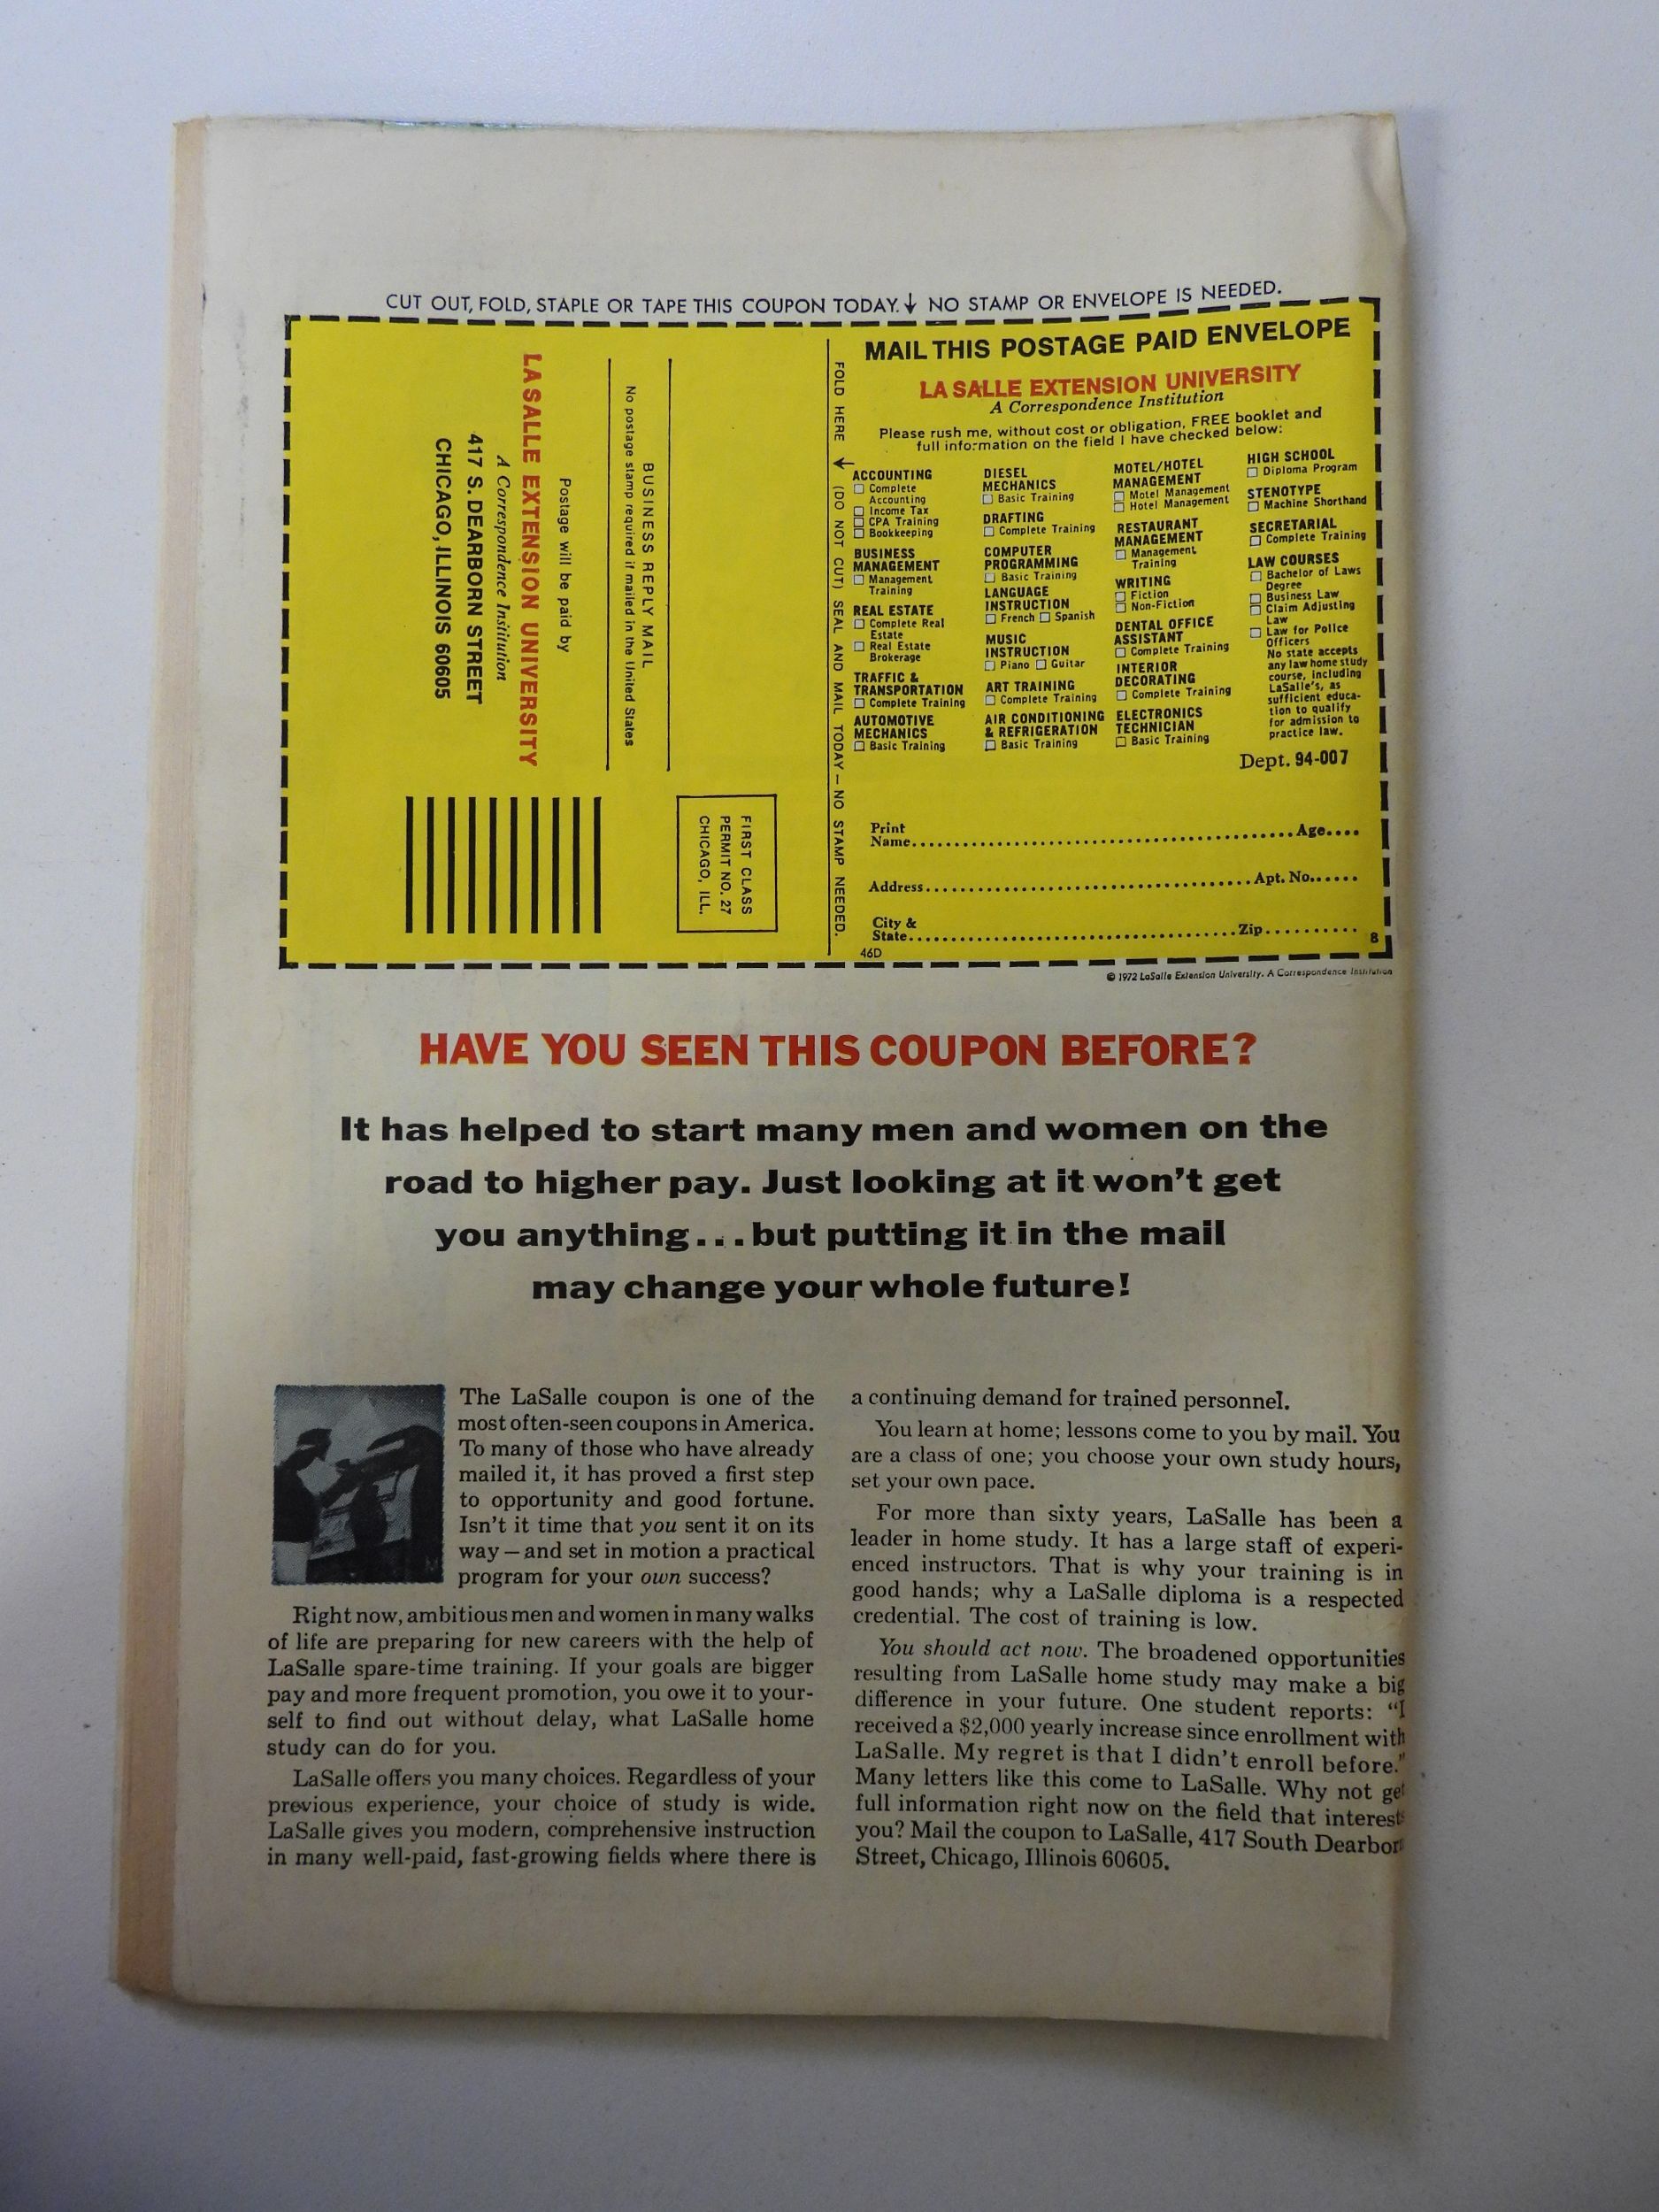 CUT OUT, FOLD, STAPLE OR TAPE THIS COUPON TODAY.↓ NO STAMP OR ENVELOPE IS NEEDED.
BUSINESS REPLY MAIL
No postage stamp required if mailed in the United States
Postage will be paid by
LA SALLE EXTENSION UNIVERSITY
A Correspondence Institution
417 S. DEARBORN STREET
CHICAGO, ILLINOIS 60605
FIRST CLASS
PERMIT NO. 27
CHICAGO, ILL.
FOLD HERE ↓ (DO NOT CUT) SEAL AND MAIL TODAY – NO STAMP NEEDED.
MAIL THIS POSTAGE PAID ENVELOPE
LA SALLE EXTENSION UNIVERSITY
A Correspondence Institution
Please rush me, without cost or obligation, FREE booklet and
full information on the field I have checked below:
ACCOUNTING
☐ Complete
Accounting
☐ Income Tax
☐ CPA Training
☐ Bookkeeping
BUSINESS
MANAGEMENT
☐ Management
Training
REAL ESTATE
☐ Complete Real
Estate
☐ Real Estate
Brokerage
TRAFFIC &
TRANSPORTATION
☐ Complete Training
AUTOMOTIVE
MECHANICS
☐ Basic Training
DIESEL
MECHANICS
☐ Basic Training
DRAFTING
☐ Complete Training
COMPUTER
PROGRAMMING
☐ Basic Training
LANGUAGE
INSTRUCTION
☐ French ☐ Spanish
MUSIC
INSTRUCTION
☐ Piano ☐ Guitar
ART TRAINING
☐ Complete Training
AIR CONDITIONING
& REFRIGERATION
☐ Basic Training
MOTEL/HOTEL
MANAGEMENT
☐ Motel Management
☐ Hotel Management
RESTAURANT
MANAGEMENT
☐ Management
Training
WRITING
☐ Fiction
☐ Non-Fiction
DENTAL OFFICE
ASSISTANT
☐ Complete Training
INTERIOR
DECORATING
☐ Complete Training
ELECTRONICS
TECHNICIAN
☐ Basic Training
HIGH SCHOOL
☐ Diploma Program
STENOTYPE
☐ Machine Shorthand
SECRETARIAL
☐ Complete Training
LAW COURSES
☐ Bachelor of Laws
Degree
☐ Business Law
☐ Claim Adjusting
Law
☐ Law for Police
Officers
No state accepts
any law home study
course, including
LaSalle's, as
sufficient educa-
tion to qualify
for admission to
practice law.
Dept. 94-007
Print
Name..............................Age....
Address..............................Apt. No......
City &
State..............................Zip..........
46D
8
© 1972 LaSalle Extension University. A Correspondence Institution
HAVE YOU SEEN THIS COUPON BEFORE?
It has helped to start many men and women on the
road to higher pay. Just looking at it won't get
you anything...but putting it in the mail
may change your whole future!
The LaSalle coupon is one of the
most often-seen coupons in America.
To many of those who have already
mailed it, it has proved a first step
to opportunity and good fortune.
Isn't it time that you sent it on its
way – and set in motion a practical
program for your own success?
Right now, ambitious men and women in many walks
of life are preparing for new careers with the help of
LaSalle spare-time training. If your goals are bigger
pay and more frequent promotion, you owe it to your-
self to find out without delay, what LaSalle home
study can do for you.
LaSalle offers you many choices. Regardless of your
previous experience, your choice of study is wide.
LaSalle gives you modern, comprehensive instruction
in many well-paid, fast-growing fields where there is
a continuing demand for trained personnel.
You learn at home; lessons come to you by mail. You
are a class of one; you choose your own study hours,
set your own pace.
For more than sixty years, LaSalle has been a
leader in home study. It has a large staff of experi-
enced instructors. That is why your training is in
good hands; why a LaSalle diploma is a respected
credential. The cost of training is low.
You should act now. The broadened opportunities
resulting from LaSalle home study may make a big
difference in your future. One student reports: "I
received a $2,000 yearly increase since enrollment with
LaSalle. My regret is that I didn't enroll before."
Many letters like this come to LaSalle. Why not get
full information right now on the field that interests
you? Mail the coupon to LaSalle, 417 South Dearborn
Street, Chicago, Illinois 60605.